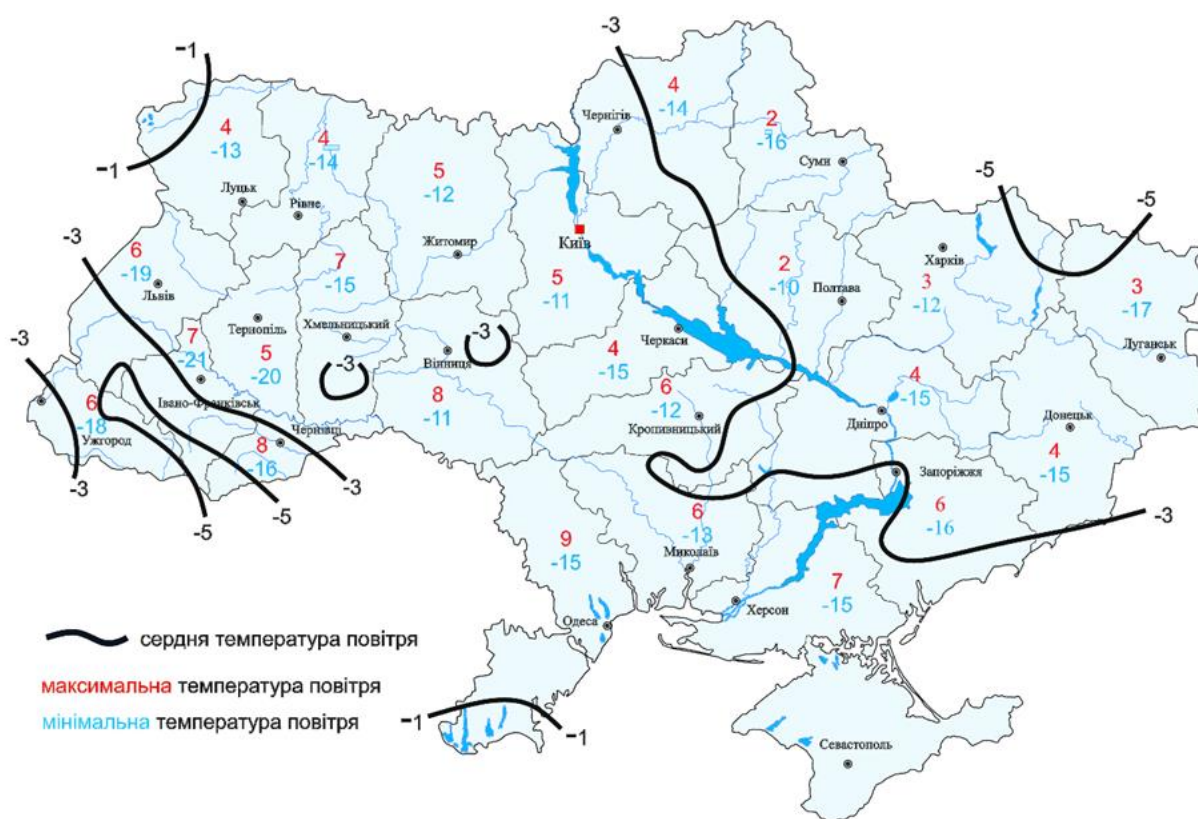 -3
-1
4
-14
Чернігів
2
-16
Суми
4
-13
4
-14
-1
5
-12
Луцьк
Рівне
-5
-5
Київ
Житомир
Харків
-3
6
-19
Львів
7
-15
5
-11
2
-10
Полтава
3
-12
3
-17
Тернопіль
Хмельницький
-3
Вінниця
Черкаси
Луганськ
7
-21
5
-20
-3
4
-15
-3
6
-18
Ужгород
Івано-Франківськ
8
-11
6
-12
Кропивницький
4
-15
Дніпро
Донецьк
Чернівці
8
-16
4
-15
-3
-3
Запоріжжя
-5
-5
6
-13
6
-16
-3
9
-15
Миколаїв
7
-15
Херсон
Одеса
сердня температура повітря
максимальна температура повітря
мінімальна температура повітря
-1
-1
Севастополь